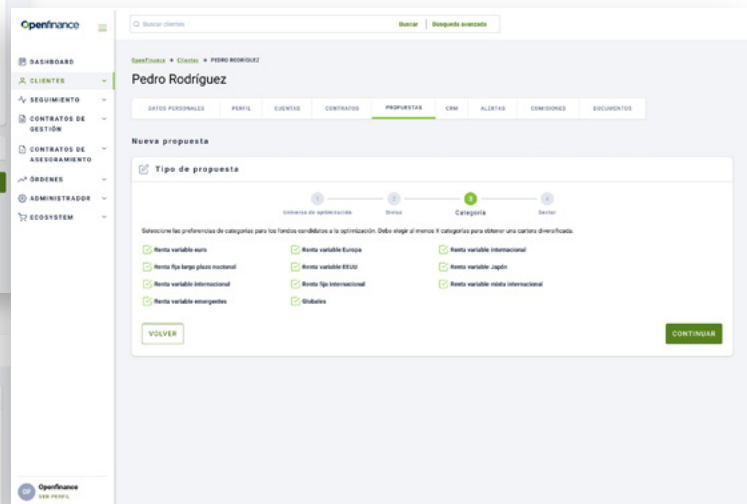 Openfinance
Buscar clientes
Buscar
Búsqueda avanzada
DASHBOARD
CLIENTES
SEGUIMIENTO
CONTRATOS DE
GESTIÓN
CONTRATOS DE
ASESORAMIENTO
ÓRDENES
ADMINISTRADOR
ECOSYSTEM
Openfinance
Clientes
PEDRO RODRÍGUEZ
Pedro Rodríguez
DATOS PERSONALES
PERFIL
CUENTAS
CONTRATOS
PROPUESTAS
CRM
ALERTAS
COMISIONES
DOCUMENTOS
Nueva propuesta
Tipo de propuesta
1
2
3
4
Universo de optimización
Divisa
Categoría
Sector
Seleccione las preferencias de categorías para los fondos candidatos a la optimización. Debe elegir al menos X categorías para obtener una cartera diversificada.
Renta variable euro
Renta variable Europa
Renta variable internacional
Renta fija largo plazo nacional
Renta variable EEUU
Renta variable Japón
Renta variable internacional
Renta fija internacional
Renta variable mixta internacional
Renta variable emergentes
Globales
VOLVER
CONTINUAR
OF
Openfinance
VER PERFIL